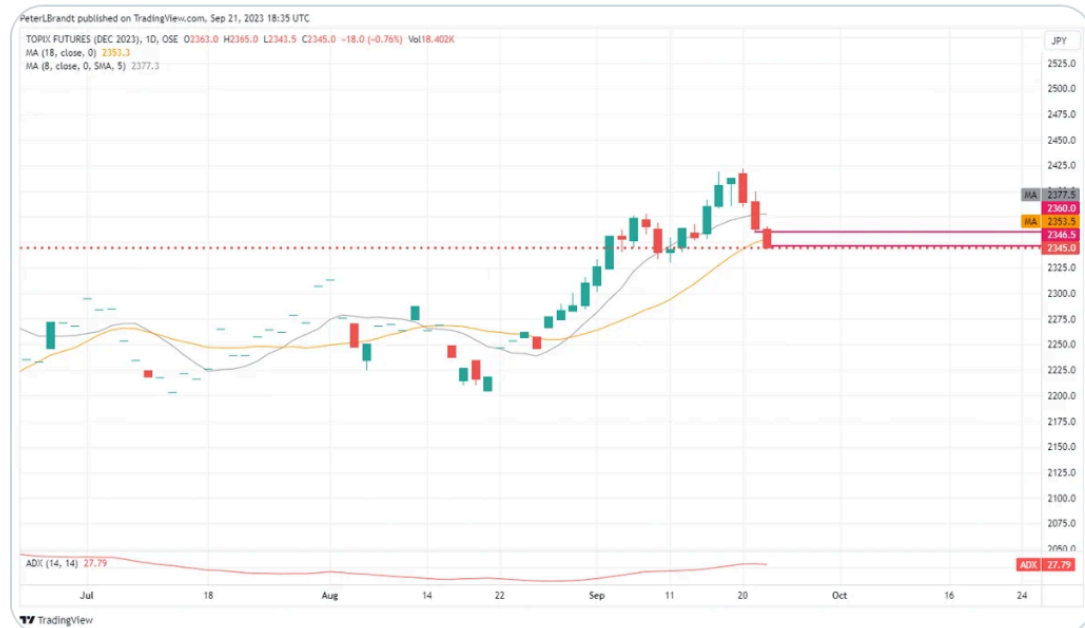 PeterLBrandt published on TradingView.com, Sep 21, 2023 18:35 UTC
TOPIX FUTURES (DEC 2023), 1D, OSE O2363.0 H2365.0 L2343.5 C2345.0 −18.0 (−0.76%) Vol18.402K
MA (18, close, 0) 2353.3
MA (8, close, 0, SMA, 5) 2377.3
JPY
2525.0
2500.0
2475.0
2450.0
2425.0
MA 2377.5
2360.0
MA 2353.5
2346.5
2345.0
2325.0
2300.0
2275.0
2250.0
2225.0
2200.0
2175.0
2150.0
2125.0
2100.0
2075.0
2050.0
ADX (14, 14) 27.79
ADX 27.79
Jul 18 Aug 14 22 Sep 11 20 Oct 16 24
TradingView